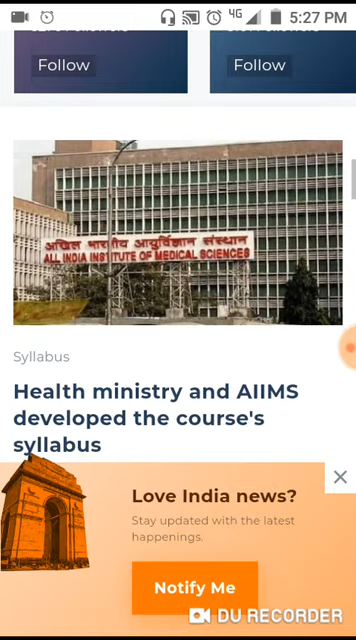 4G 5:27 PM
Follow Follow
अखिल भारतीय आयुर्विज्ञान संस्थान
ALL INDIA INSTITUTE OF MEDICAL SCIENCES
Syllabus
Health ministry and AIIMS
developed the course's
syllabus
Love India news?
Stay updated with the latest
happenings.
Notify Me
DU RECORDER